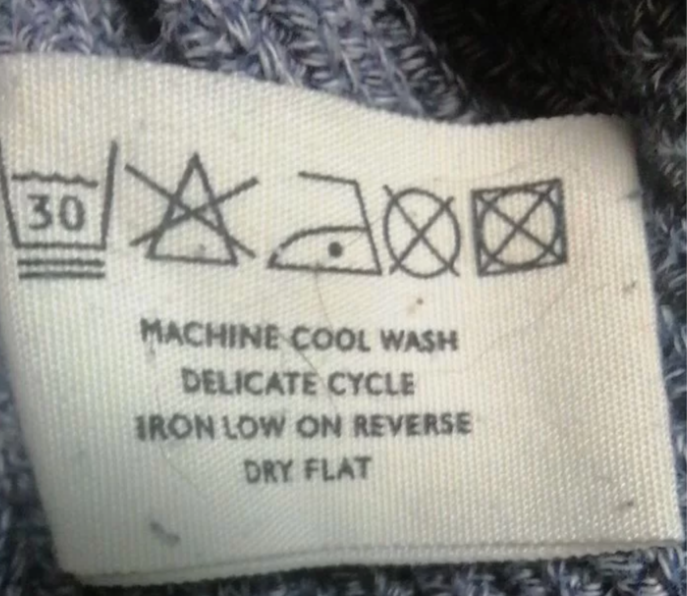 30
MACHINE COOL WASH
DELICATE CYCLE
IRON LOW ON REVERSE
DRY FLAT